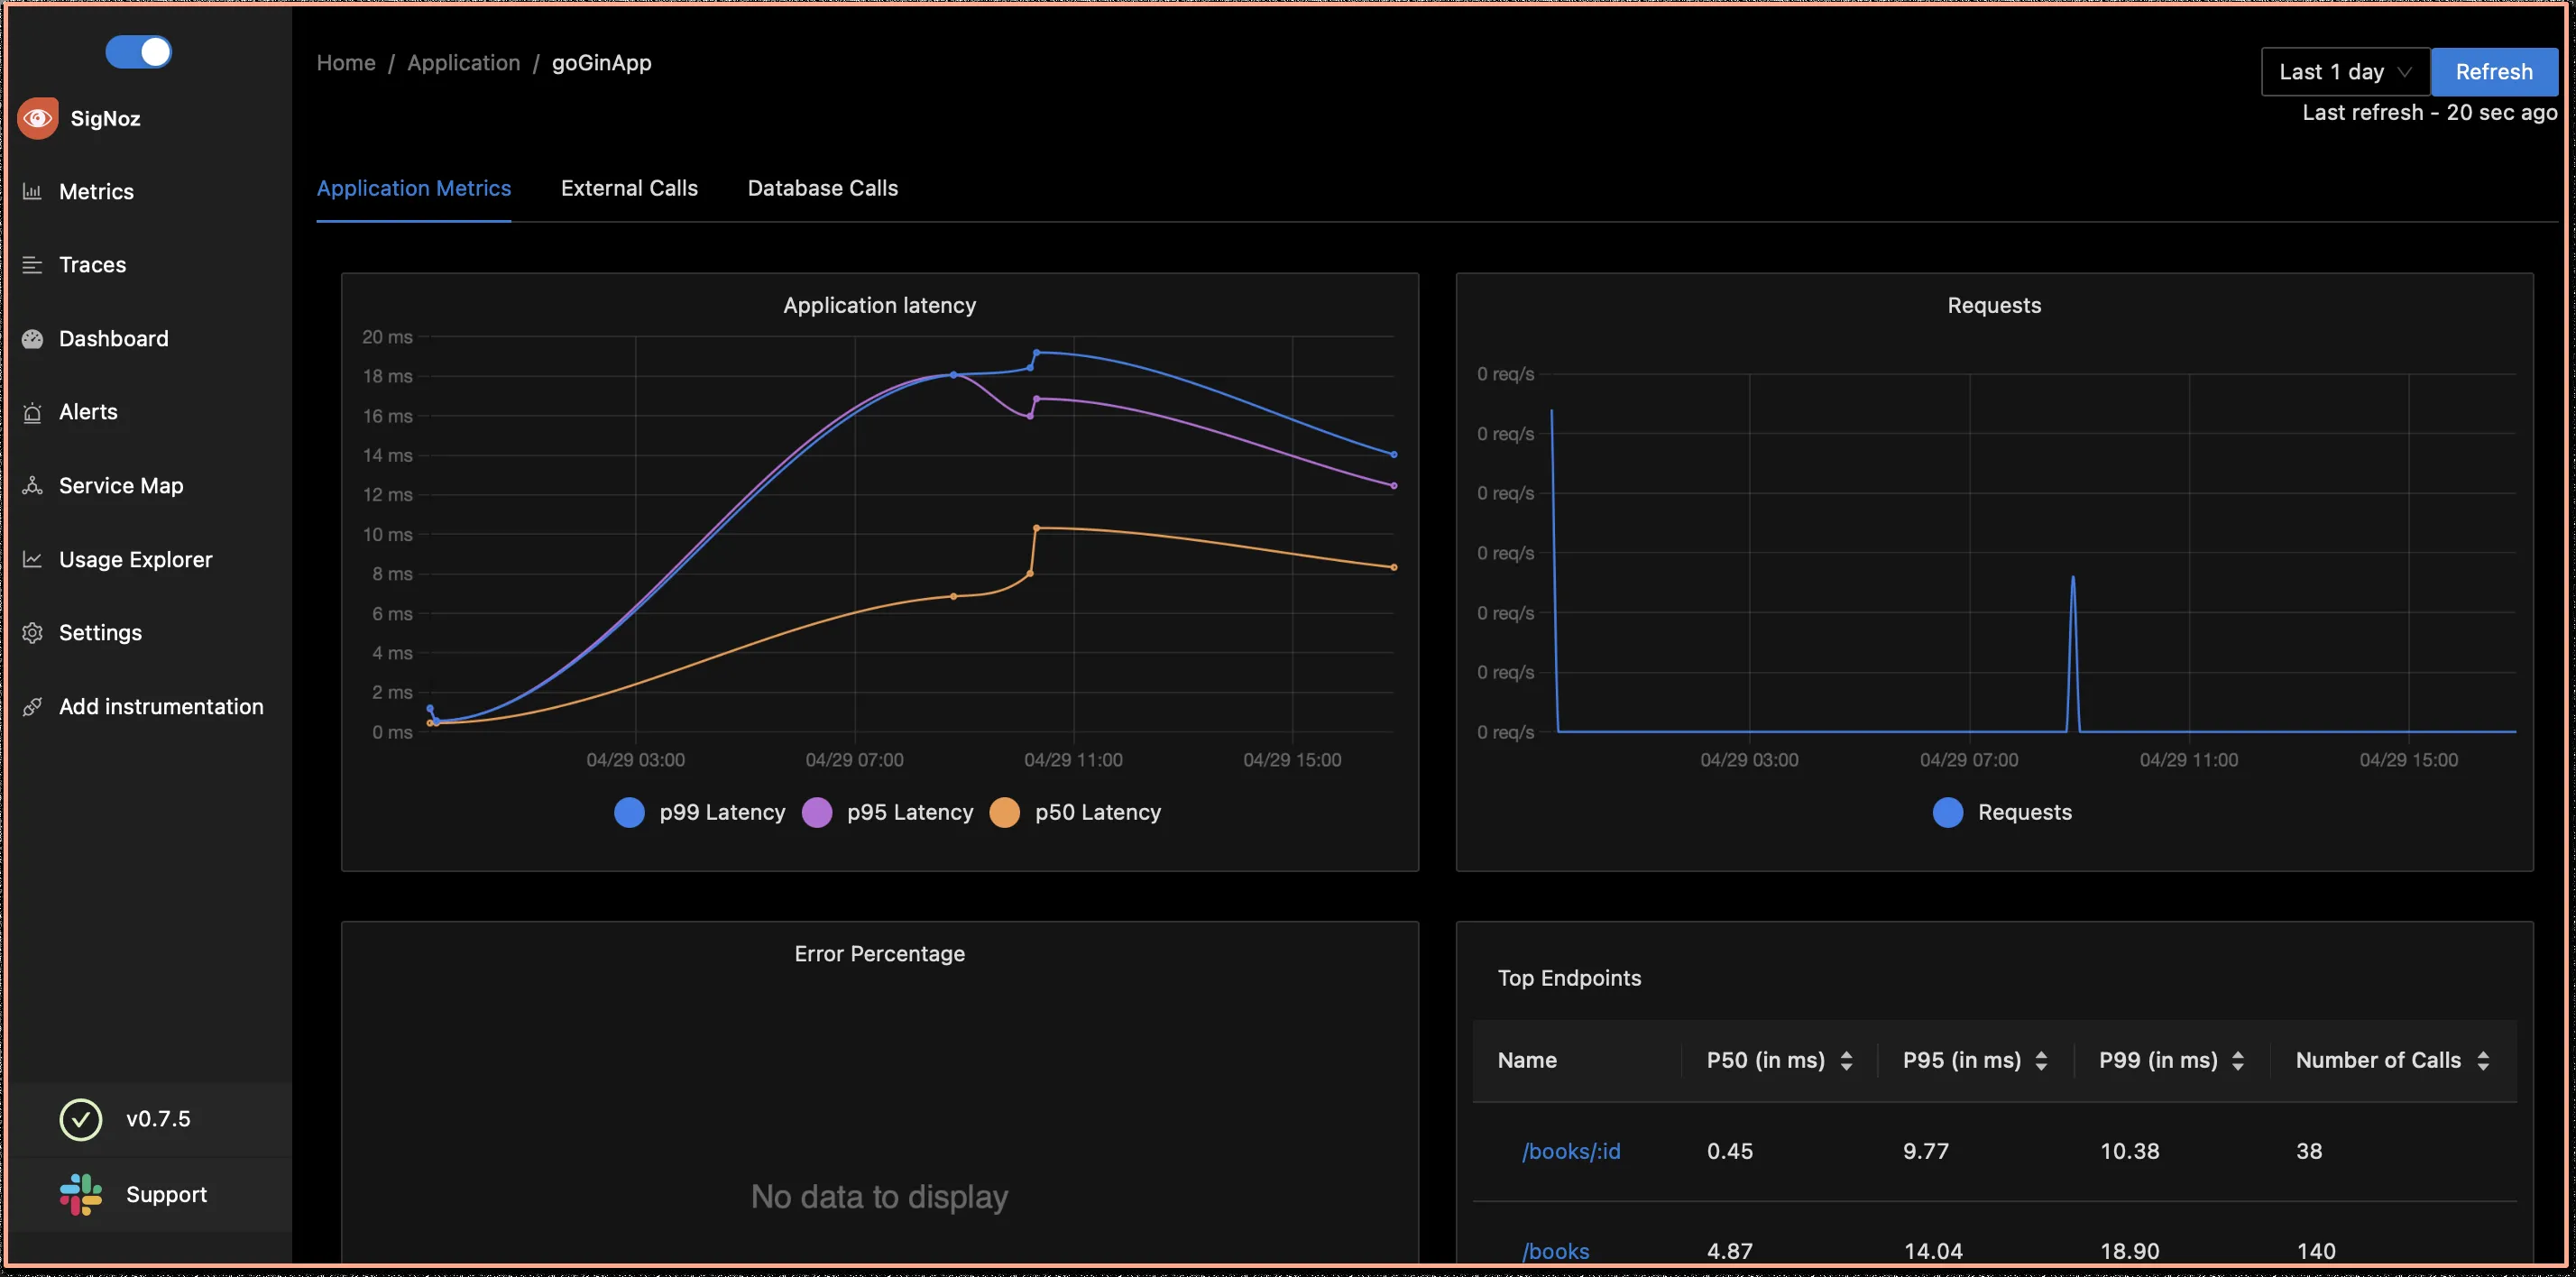 Home / Application / goGinApp
Last 1 day
Refresh
Last refresh - 20 sec ago
SigNoz
Metrics
Traces
Dashboard
Alerts
Service Map
Usage Explorer
Settings
Add instrumentation
v0.7.5
Support
Application Metrics
External Calls
Database Calls
Application latency
20 ms
18 ms
16 ms
14 ms
12 ms
10 ms
8 ms
6 ms
4 ms
2 ms
0 ms
04/29 03:00
04/29 07:00
04/29 11:00
04/29 15:00
p99 Latency
p95 Latency
p50 Latency
Requests
0 req/s
0 req/s
0 req/s
0 req/s
0 req/s
0 req/s
0 req/s
04/29 03:00
04/29 07:00
04/29 11:00
04/29 15:00
Requests
Error Percentage
No data to display
Top Endpoints
Name P50 (in ms) P95 (in ms) P99 (in ms) Number of Calls
/books/:id 0.45 9.77 10.38 38
/books 4.87 14.04 18.90 140